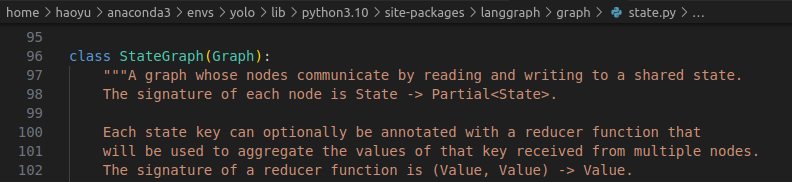 home > haoyu > anaconda3 > envs > yolo > lib > python3.10 > site-packages > langgraph > graph > state.py > ...
95
96 class StateGraph(Graph):
97     """A graph whose nodes communicate by reading and writing to a shared state.
98     The signature of each node is State -> Partial<State>.
99
100     Each state key can optionally be annotated with a reducer function that
101     will be used to aggregate the values of that key received from multiple nodes.
102     The signature of a reducer function is (Value, Value) -> Value.